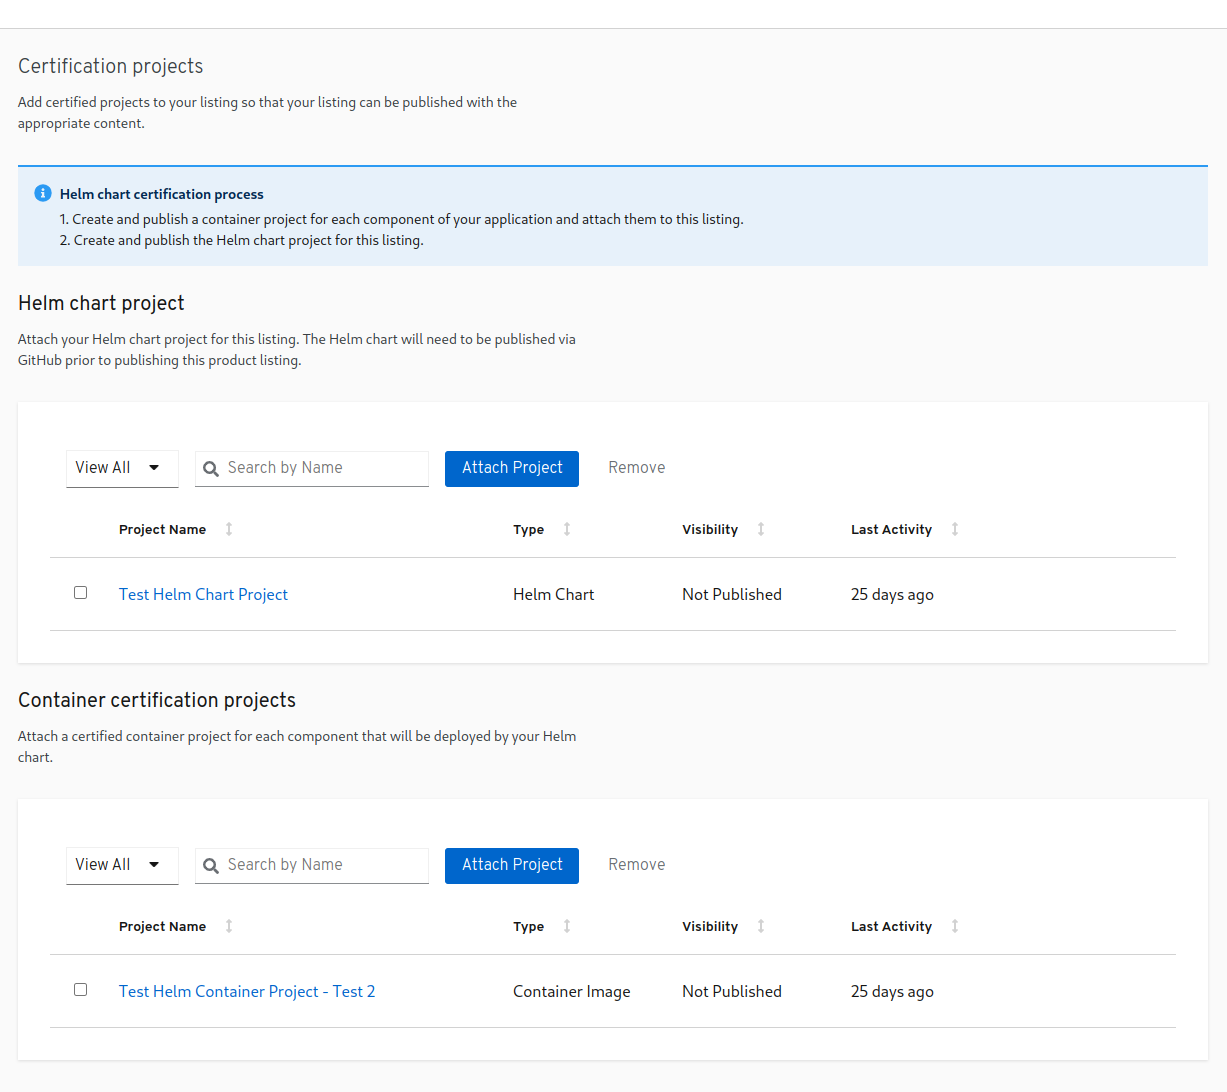 Certification projects
Add certified projects to your listing so that your listing can be published with the
appropriate content.
Helm chart certification process
1. Create and publish a container project for each component of your application and attach them to this listing.
2. Create and publish the Helm chart project for this listing.
Helm chart project
Attach your Helm chart project for this listing. The Helm chart will need to be published via
GitHub prior to publishing this product listing.
View All Search by Name Attach Project Remove
Project Name Type Visibility Last Activity
Test Helm Chart Project Helm Chart Not Published 25 days ago
Container certification projects
Attach a certified container project for each component that will be deployed by your Helm
chart.
View All Search by Name Attach Project Remove
Project Name Type Visibility Last Activity
Test Helm Container Project - Test 2 Container Image Not Published 25 days ago